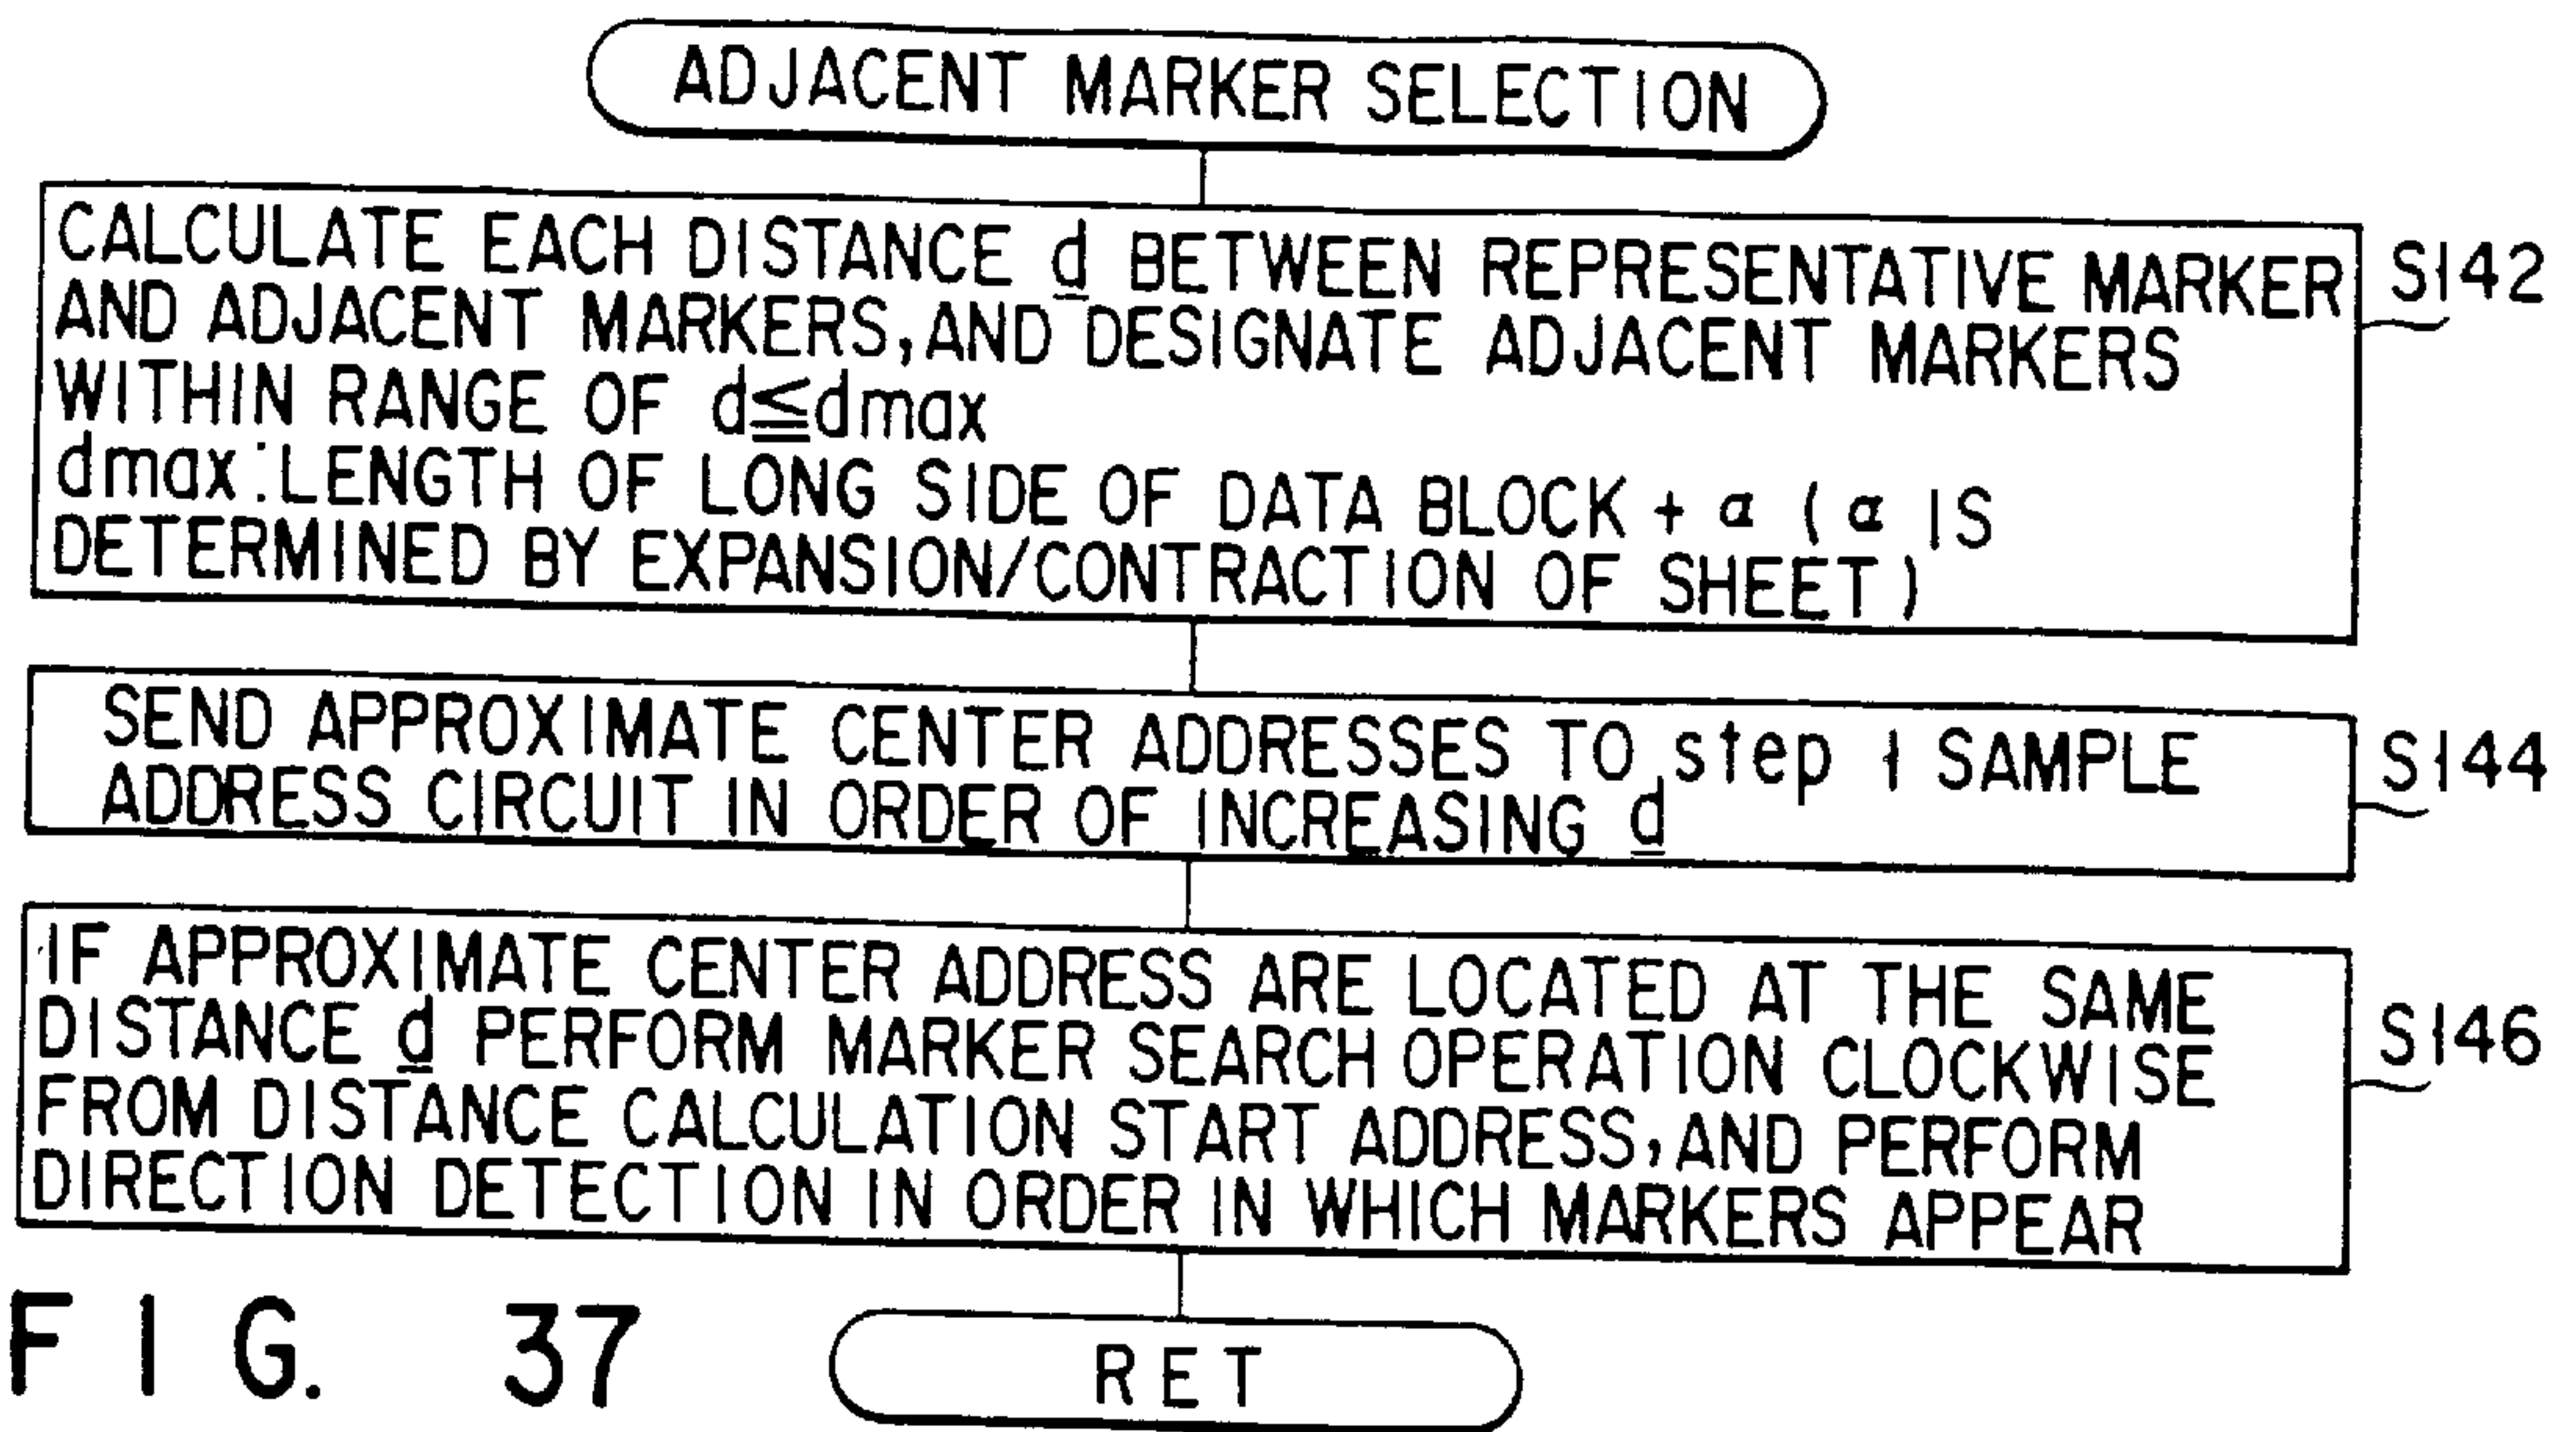 ADJACENT MARKER SELECTION
CALCULATE EACH DISTANCE d BETWEEN REPRESENTATIVE MARKER
AND ADJACENT MARKERS, AND DESIGNATE ADJACENT MARKERS
WITHIN RANGE OF d≦dmax
dmax:LENGTH OF LONG SIDE OF DATA BLOCK + α (α IS
DETERMINED BY EXPANSION/CONTRACTION OF SHEET)
S142
SEND APPROXIMATE CENTER ADDRESSES TO step 1 SAMPLE
ADDRESS CIRCUIT IN ORDER OF INCREASING d
S144
IF APPROXIMATE CENTER ADDRESS ARE LOCATED AT THE SAME
DISTANCE d PERFORM MARKER SEARCH OPERATION CLOCKWISE
FROM DISTANCE CALCULATION START ADDRESS, AND PERFORM
DIRECTION DETECTION IN ORDER IN WHICH MARKERS APPEAR
S146
RET
FIG. 37